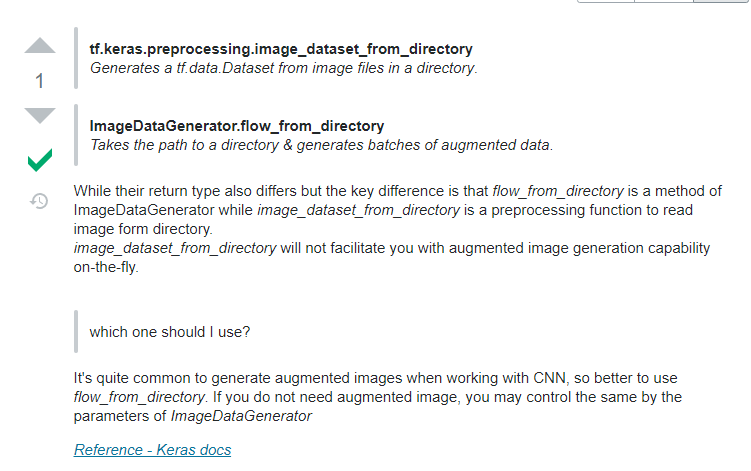 tf.keras.preprocessing.image_dataset_from_directory
Generates a tf.data.Dataset from image files in a directory.
1
ImageDataGenerator.flow_from_directory
Takes the path to a directory & generates batches of augmented data.
While their return type also differs but the key difference is that flow_from_directory is a method of
ImageDataGenerator while image_dataset_from_directory is a preprocessing function to read
image form directory.
image_dataset_from_directory will not facilitate you with augmented image generation capability
on-the-fly.
which one should I use?
It's quite common to generate augmented images when working with CNN, so better to use
flow_from_directory. If you do not need augmented image, you may control the same by the
parameters of ImageDataGenerator
Reference - Keras docs